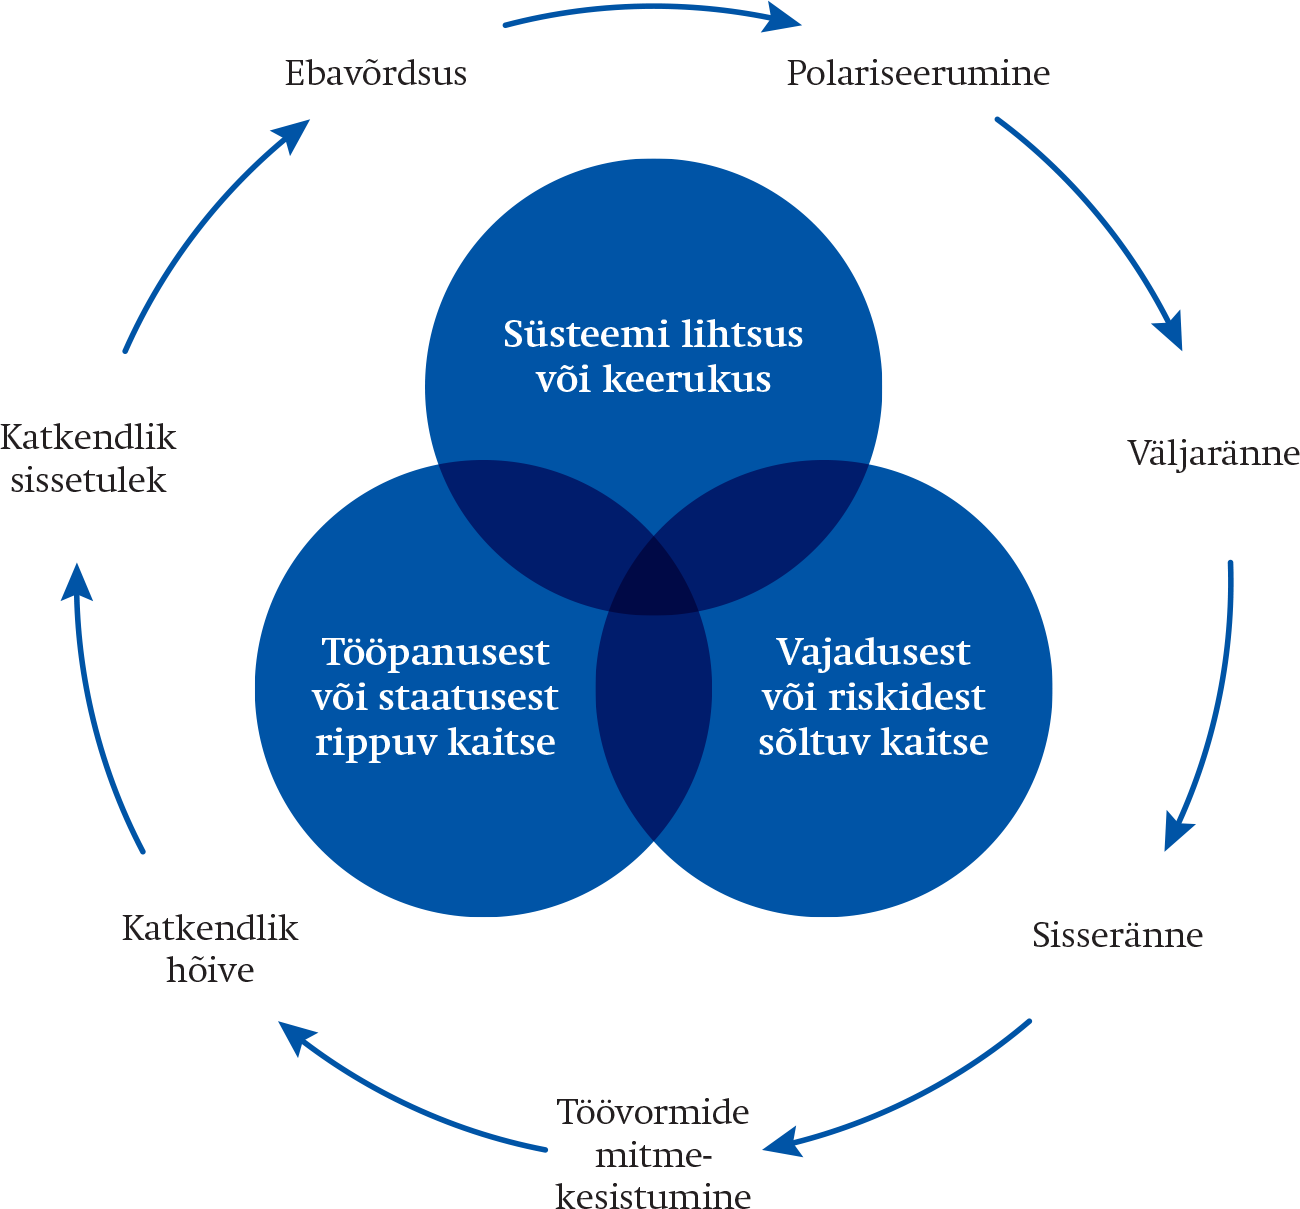 Ebavõrdsus
Polariseerumine
Süsteemi lihtsus
või keerukus
Katkendlik
sissetulek
Väljaränne
Tööpanusest
või staatusest
rippuv kaitse
Vajadusest
või riskidest
sõltuv kaitse
Katkendlik
hõive
Sisseränne
Töövormide
mitme-
kesistumine